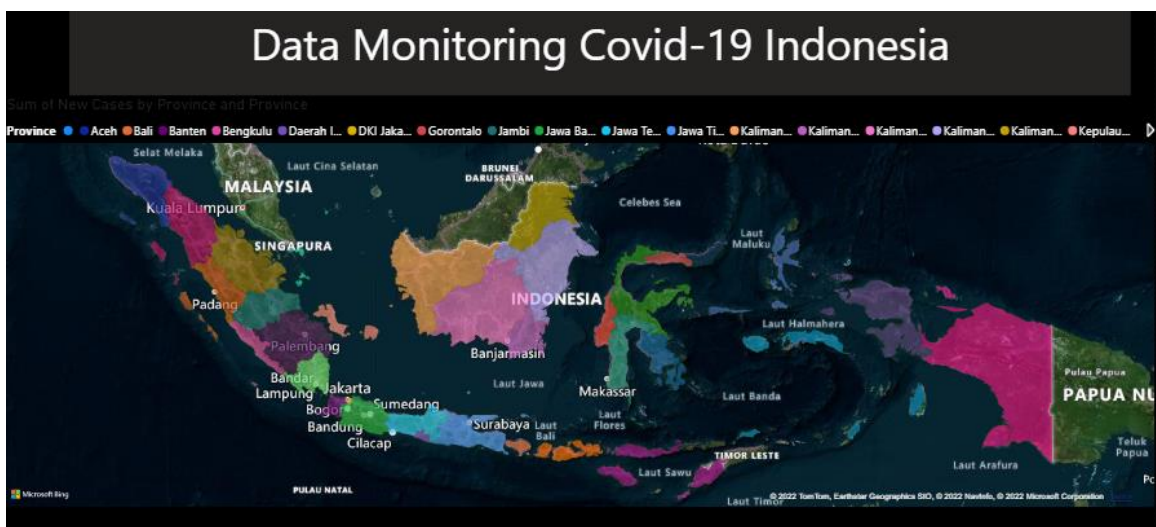 Data Monitoring Covid-19 Indonesia
Sum of New Cases by Province and Province
Province Aceh Bali Banten Bengkulu Daerah I... DKI Jaka... Gorontalo Jambi Jawa Ba... Jawa Te... Jawa Ti... Kaliman... Kaliman... Kaliman... Kaliman... Kaliman... Kepulau...
Selat Melaka
Laut Cina Selatan
BRUNEI
DARUSSALAM
MALAYSIA
Kuala Lumpur
Celebes Sea
SINGAPURA
Laut
Maluku
Padang
INDONESIA
Laut Halmahera
Palembang
Banjarmasin
Bandar
Lampung
Jakarta
Laut Jawa
Makassar
Pulau Papua
PAPUA NU
Laut Banda
Bogor
Sumedang
Bandung
Surabaya
Laut
Bali
Laut
Flores
Cilacap
TIMOR LESTE
Laut Sawu
Laut Arafura
Teluk
Papua
Po
Microsoft Bing
PULAU NATAL
Laut Timor
© 2022 TomTom, Earthstar Geographics SIO, © 2022 NavInfo, © 2022 Microsoft Corporation